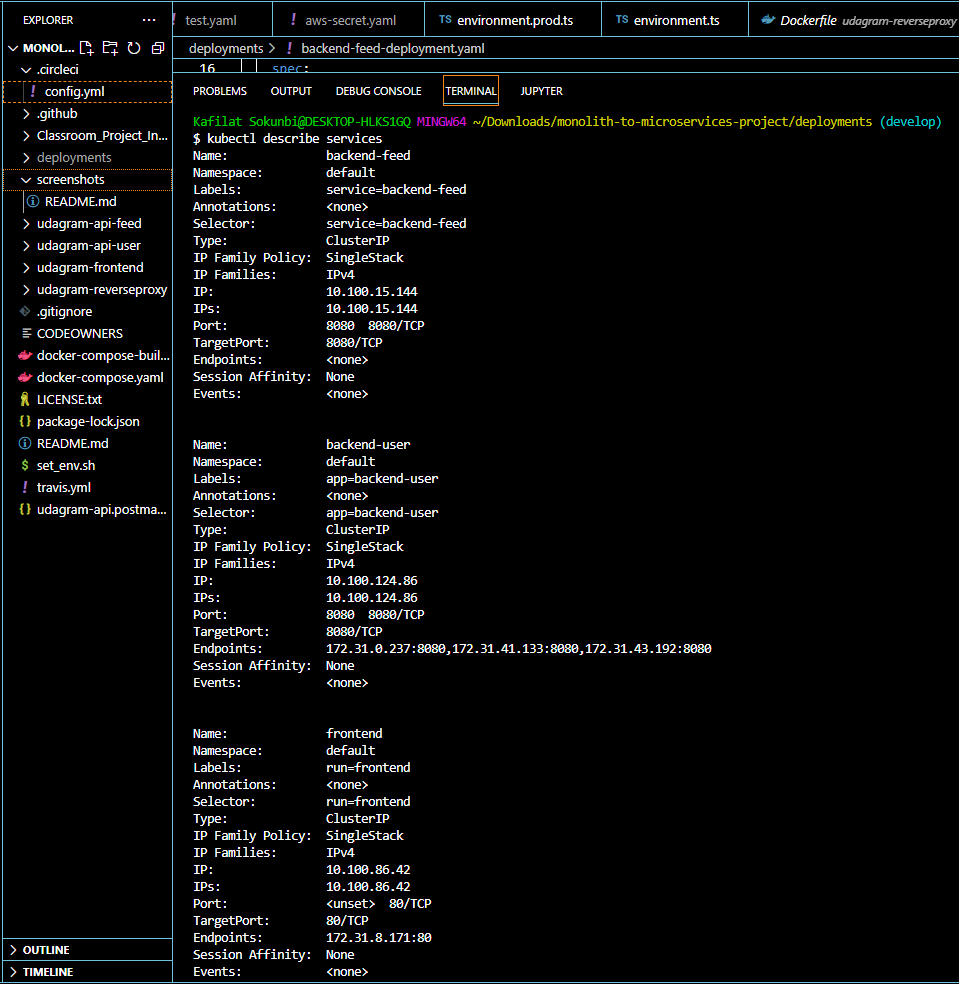 EXPLORER ...
test.yaml
aws-secret.yaml
TS environment.prod.ts
TS environment.ts
Dockerfile udagram-reverseproxy
MONOL...
deployments > ! backend-feed-deployment.yaml
16 spec:
.circleci
! config.yml
.github
Classroom_Project_In...
deployments
screenshots
README.md
udagram-api-feed
udagram-api-user
udagram-frontend
udagram-reverseproxy
.gitignore
CODEOWNERS
docker-compose-buil...
docker-compose.yaml
LICENSE.txt
{} package-lock.json
README.md
$ set_env.sh
! travis.yml
{} udagram-api.postma...
OUTLINE
TIMELINE
PROBLEMS OUTPUT DEBUG CONSOLE TERMINAL JUPYTER
Kafilat Sokunbi@DESKTOP-HLKS1GQ MINGW64 ~/Downloads/monolith-to-microservices-project/deployments (develop)
$ kubectl describe services
Name: backend-feed
Namespace: default
Labels: service=backend-feed
Annotations: <none>
Selector: service=backend-feed
Type: ClusterIP
IP Family Policy: SingleStack
IP Families: IPv4
IP: 10.100.15.144
IPs: 10.100.15.144
Port: 8080 8080/TCP
TargetPort: 8080/TCP
Endpoints: <none>
Session Affinity: None
Events: <none>
Name: backend-user
Namespace: default
Labels: app=backend-user
Annotations: <none>
Selector: app=backend-user
Type: ClusterIP
IP Family Policy: SingleStack
IP Families: IPv4
IP: 10.100.124.86
IPs: 10.100.124.86
Port: 8080 8080/TCP
TargetPort: 8080/TCP
Endpoints: 172.31.0.237:8080,172.31.41.133:8080,172.31.43.192:8080
Session Affinity: None
Events: <none>
Name: frontend
Namespace: default
Labels: run=frontend
Annotations: <none>
Selector: run=frontend
Type: ClusterIP
IP Family Policy: SingleStack
IP Families: IPv4
IP: 10.100.86.42
IPs: 10.100.86.42
Port: <unset> 80/TCP
TargetPort: 80/TCP
Endpoints: 172.31.8.171:80
Session Affinity: None
Events: <none>